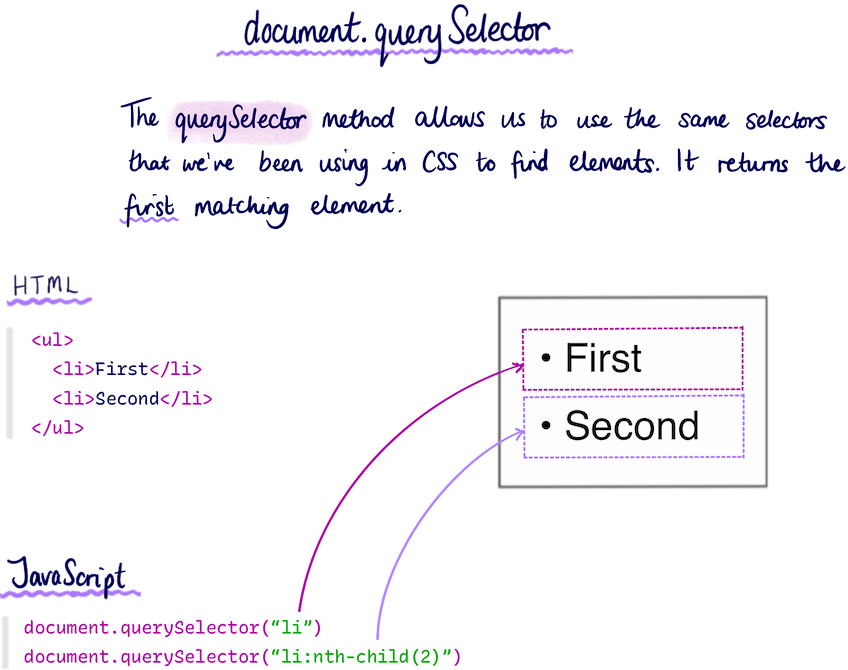 document.querySelector
The querySelector method allows us to use the same selectors
that we've been using in CSS to find elements. It returns the
first matching element.
HTML
<ul>
  <li>First</li>
  <li>Second</li>
</ul>
• First
• Second
JavaScript
document.querySelector(“li”)
document.querySelector(“li:nth-child(2)”)